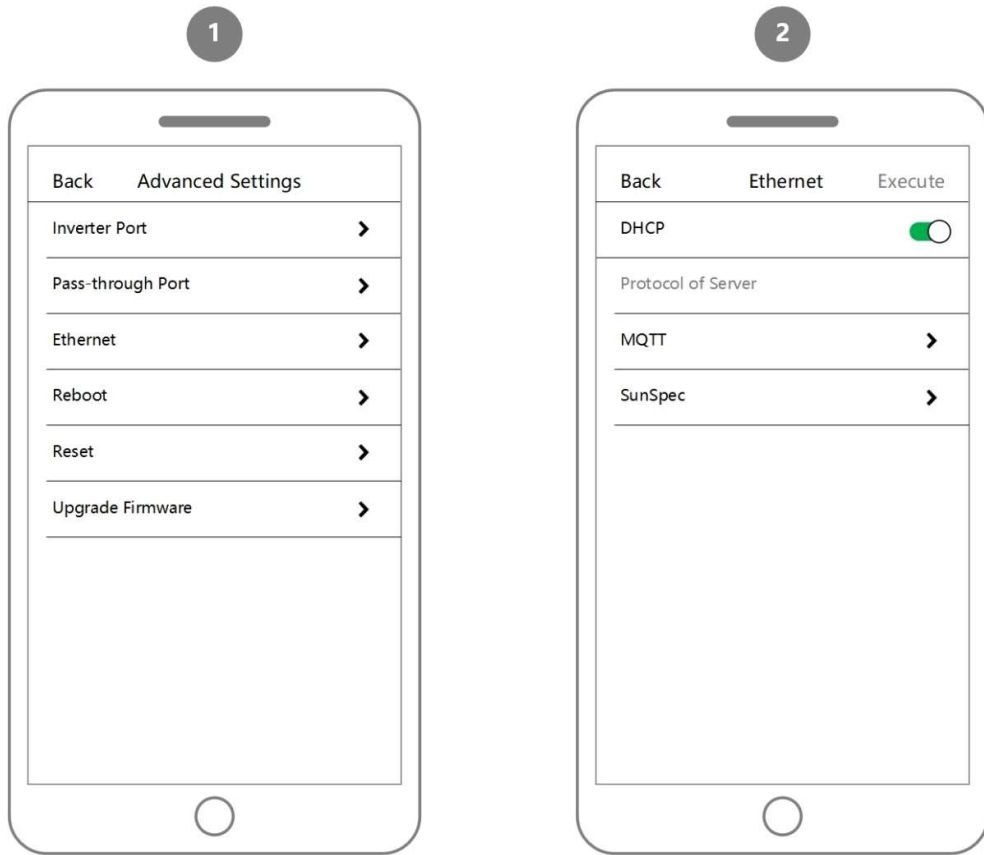 1
Back Advanced Settings
Inverter Port
Pass-through Port
Ethernet
Reboot
Reset
Upgrade Firmware
2
Back Ethernet Execute
DHCP
Protocol of Server
MQTT
SunSpec